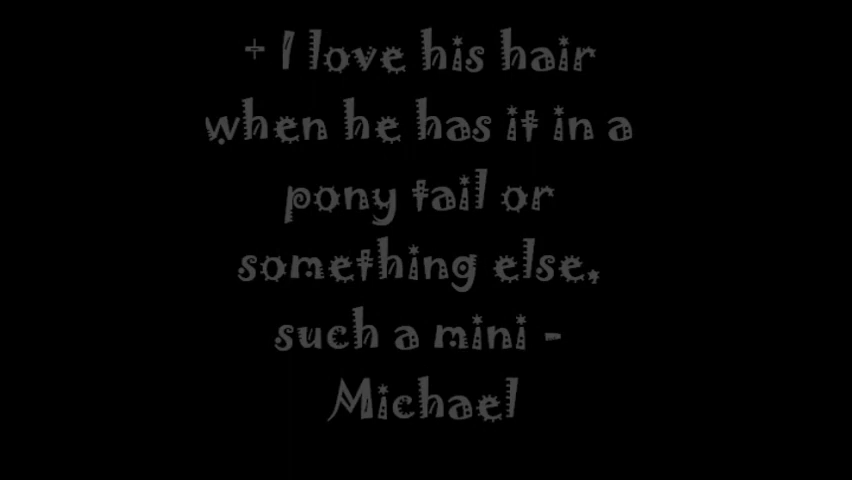 + I love his hair
when he has it in a
pony tail or
something else,
such a mini -
Michael